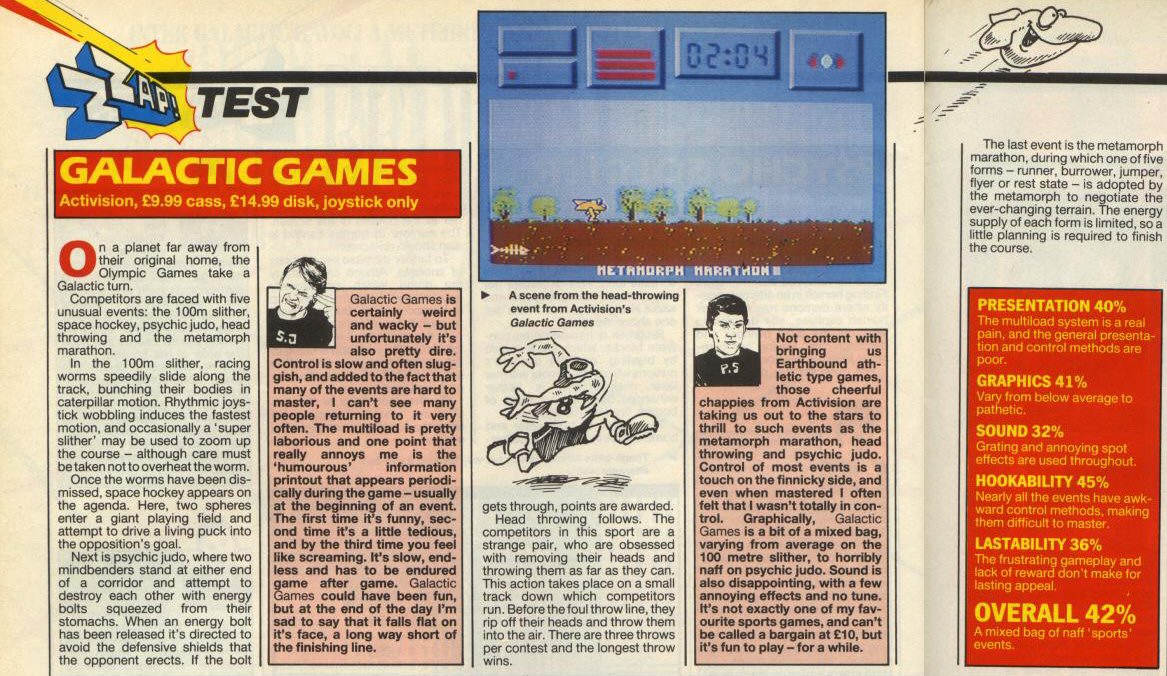 ZZAP! TEST
GALACTIC GAMES
Activision, £9.99 cass, £14.99 disk, joystick only
On a planet far away from
their original home, the
Olympic Games take a
Galactic turn.
Competitors are faced with five
unusual events: the 100m slither,
space hockey, psychic judo, head
throwing and the metamorph
marathon.
In the 100m slither, racing
worms speedily slide along the
track, bunching their bodies in
caterpillar motion. Rhythmic joys-
tick wobbling induces the fastest
motion, and occasionally a 'super
slither' may be used to zoom up
the course – although care must
be taken not to overheat the worm.
Once the worms have been dis-
missed, space hockey appears on
the agenda. Here, two spheres
enter a giant playing field and
attempt to drive a living puck into
the opposition's goal.
Next is psychic judo, where two
mindbenders stand at either end
of a corridor and attempt to
destroy each other with energy
bolts squeezed from their
stomachs. When an energy bolt
has been released it's directed to
avoid the defensive shields that
the opponent erects. If the bolt
S.J
Galactic Games is
certainly weird
and wacky – but
unfortunately it's
also pretty dire.
Control is slow and often slug-
gish, and added to the fact that
many of the events are hard to
master, I can't see many
people returning to it very
often. The multiload is pretty
laborious and one point that
really annoys me is the
'humourous' information
printout that appears periodi-
cally during the game – usually
at the beginning of an event.
The first time it's funny, sec-
ond time it's a little tedious,
and by the third time you feel
like screaming. It's slow, end-
less and has to be endured
game after game. Galactic
Games could have been fun,
but at the end of the day I'm
sad to say that it falls flat on
it's face, a long way short of
the finishing line.
02:04
METAMORPH MARATHON
A scene from the head-throwing
event from Activision's
Galactic Games
8
gets through, points are awarded.
Head throwing follows. The
competitors in this sport are a
strange pair, who are obsessed
with removing their heads and
throwing them as far as they can.
This action takes place on a small
track down which competitors
run. Before the foul throw line, they
rip off their heads and throw them
into the air. There are three throws
per contest and the longest throw
wins.
P.S
Not content with
bringing us
Earthbound ath-
letic type games,
those cheerful
chappies from Activision are
taking us out to the stars to
thrill to such events as the
metamorph marathon, head
throwing and psychic judo.
Control of most events is a
touch on the finnicky side, and
even when mastered I often
felt that I wasn't totally in con-
trol. Graphically, Galactic
Games is a bit of a mixed bag,
varying from average on the
100 metre slither, to horribly
naff on psychic judo. Sound is
also disappointing, with a few
annoying effects and no tune.
It's not exactly one of my fav-
ourite sports games, and can't
be called a bargain at £10, but
it's fun to play – for a while.
The last event is the metamorph
marathon, during which one of five
forms – runner, burrower, jumper,
flyer or rest state – is adopted by
the metamorph to negotiate the
ever-changing terrain. The energy
supply of each form is limited, so a
little planning is required to finish
the course.
PRESENTATION 40%
The multiload system is a real
pain, and the general presenta-
tion and control methods are
poor.
GRAPHICS 41%
Vary from below average to
pathetic.
SOUND 32%
Grating and annoying spot
effects are used throughout.
HOOKABILITY 45%
Nearly all the events have awk-
ward control methods, making
them difficult to master.
LASTABILITY 36%
The frustrating gameplay and
lack of reward don't make for
lasting appeal.
OVERALL 42%
A mixed bag of naff 'sports'
events.